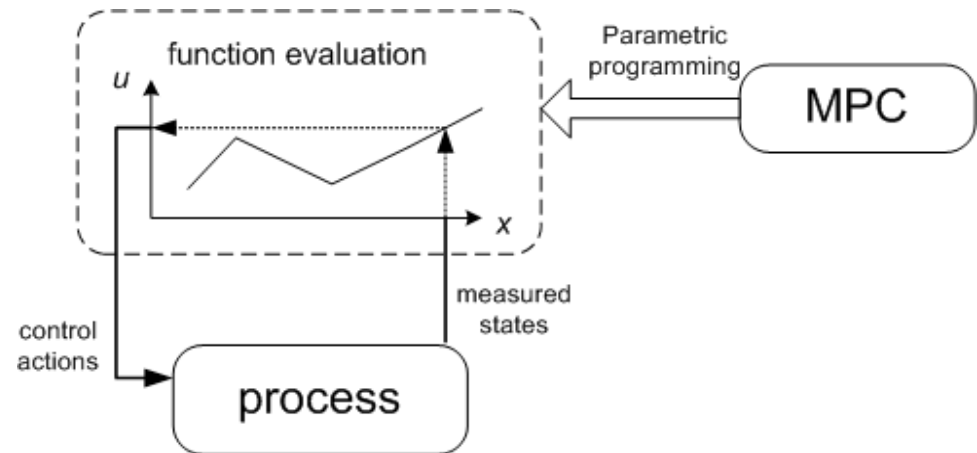 function evaluation
u
x
Parametric
programming
MPC
measured
states
control
actions
process